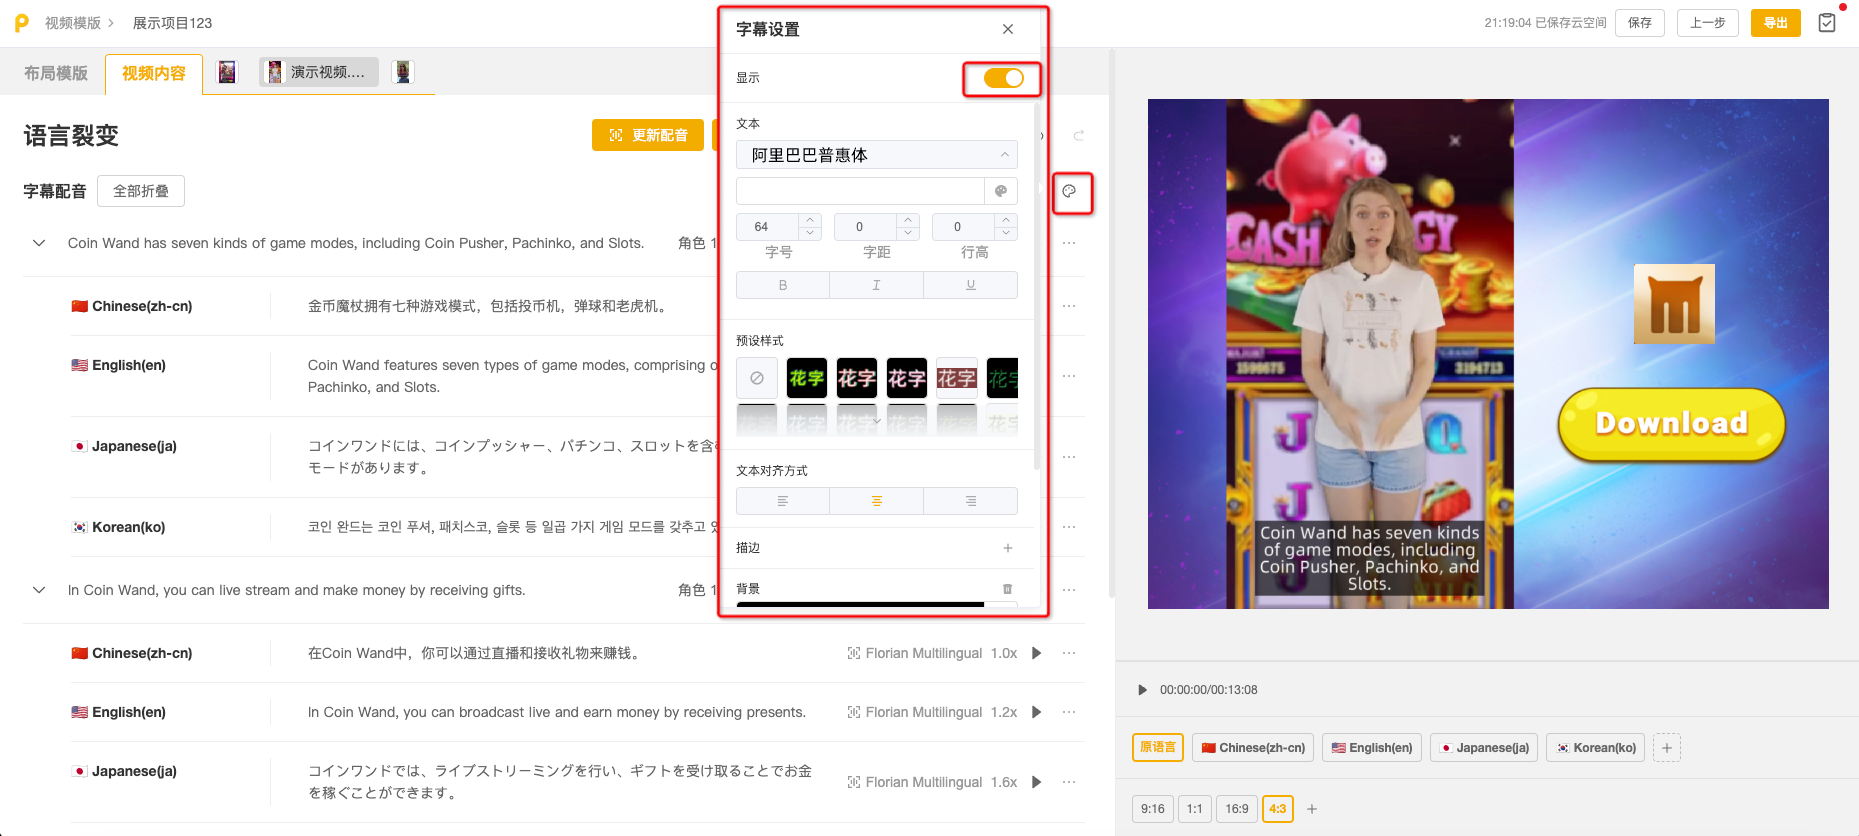 视频模版
展示项目123
21:19:04 已保存云空间
保存
上一步
导出
布局模版
视频内容
演示视频....
语言裂变
更新配音
字幕配音
全部折叠
Coin Wand has seven kinds of game modes, including Coin Pusher, Pachinko, and Slots.
角色 1
Chinese(zh-cn)
金币魔杖拥有七种游戏模式，包括投币机，弹球和老虎机。
English(en)
Coin Wand features seven types of game modes, comprising o
Pachinko, and Slots.
Japanese(ja)
コインワンドには、コインプッシャー、パチンコ、スロットを含む
モードがあります。
Korean(ko)
코인 완드는 코인 푸셔, 패치스코, 슬롯 등 일곱 가지 게임 모드를 갖추고 있
In Coin Wand, you can live stream and make money by receiving gifts.
角色 1
Chinese(zh-cn)
在Coin Wand中，你可以通过直播和接收礼物来赚钱。
Florian Multilingual 1.0x
English(en)
In Coin Wand, you can broadcast live and earn money by receiving presents.
Florian Multilingual 1.2x
Japanese(ja)
コインワンドでは、ライブストリーミングを行い、ギフトを受け取ることでお金
を稼ぐことができます。
Florian Multilingual 1.6x
字幕设置
显示
文本
阿里巴巴普惠体
64
0
0
字号
字距
行高
B
I
U
预设样式
花字
花字
花字
花字
花字
文本对齐方式
描边
背景
CASH
1599675
3194713
WILD
Coin Wand has seven kinds
of game modes, including
Coin Pusher, Pachinko, and
Slots.
Download
00:00:00/00:13:08
原语言
Chinese(zh-cn)
English(en)
Japanese(ja)
Korean(ko)
9:16
1:1
16:9
4:3